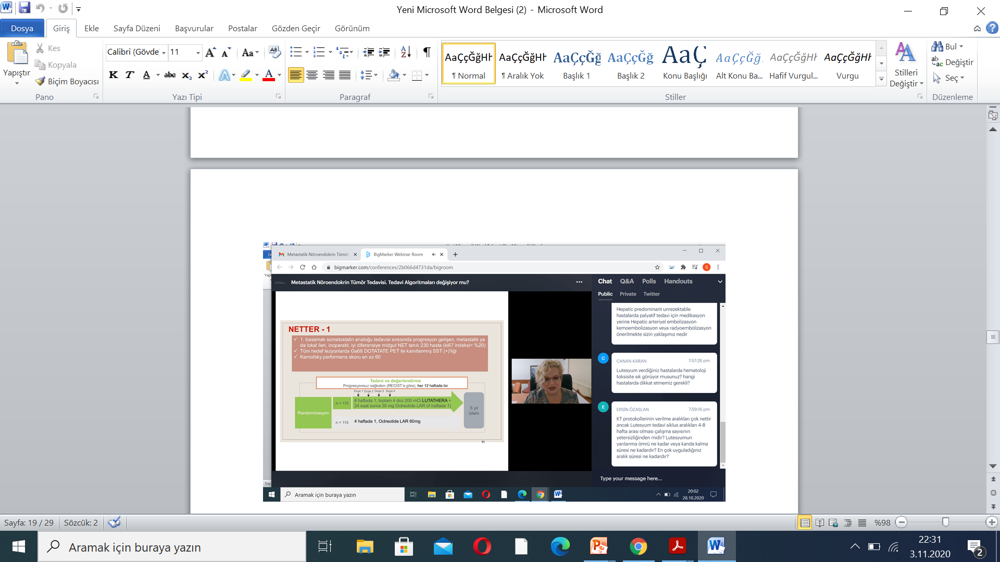 Yeni Microsoft Word Belgesi (2) - Microsoft Word
Dosya Giriş Ekle Sayfa Düzeni Başvurular Postalar Gözden Geçir Görünüm
Yapıştır
Kes
Kopyala
Biçim Boyacısı
Pano
Calibri (Gövde 11
Yazı Tipi
Paragraf
AaÇçĞğHł AaÇçĞğHł AaÇçĞğ AaÇçĞğ AaÇ AaÇçĞğ. AaÇçĞğHł AaÇçĞğHł
¶ Normal ¶ Aralık Yok Başlık 1 Başlık 2 Konu Başlığı Alt Konu Ba... Hafif Vurgul... Vurgu
Stiller
Stilleri
Değiştir
Bul
Değiştir
Seç
Düzenleme
Metastatik Nöroendokrin Tümör
BigMarker Webinar Room
bigmarker.com/conferences/2b066d4731da/bigroom
Metastatik Nöroendokrin Tümör Tedavisi. Tedavi Algoritmaları değişiyor mu?
NETTER - 1
✓ 1. basamak somatostatin analoğu tedavisi sırasında progresyon gelişen, metastatik ya
da lokal ileri, inoperabl, iyi diferansiye midgut NET tanılı 230 hasta (ki67 indeksi< %20)
✓ Tüm hedef lezyonlarda Ga68 DOTATATE PET ile kanıtlanmış SST (+)'liği
✓ Karnofsky performans skoru en az 60
Tedavi ve değerlendirme
Progresyonsuz sağkalım (RECIST'e göre), her 12 haftada bir
Dose 1 Dose 2 Dose 3 Dose 4
Randomizasyon
n = 115
8 haftada 1, toplam 4 doz 200 mCi LUTATHERA +
24 saat sonra 30 mg Octreotide LAR (4 haftada 1)
n = 115
4 haftada 1, Octreotide LAR 60mg
5 yıl
izlem
11
Chat Q&A Polls Handouts
Public Private Twitter
Hepatic predominant unrezektable
hastalarda palyatif tedavi için medikasyon
yerine Hepatic arteriyel embolizasyon
kemoembolizasyon veya radyoembolizasyon
önerilmekte sizin yaklaşımız nedir
C
CANAN KARAN 7:57:26 pm
Lutesyum verdiğiniz hastalarda hematoloji
toksisite sık görüyor musunuz? hangi
hastalarda dikkat etmemiz gerekli?
E
ERSİN ÖZASLAN 7:59:16 pm
KT protokollerinin verilme aralıkları çok nettir
ancak Lutesyum tedavi siklus aralıkları 4-8
hafta arası olması çalışma sayısının
yetersizliğinden midir? Lutesyumun
yarılanma ömrü ne kadar veya kanda kalma
süresi ne kadardır? En çok uyguladığınız
aralık süresi ne kadardır?
Type your message here...
Aramak için buraya yazın
20:02
28.10.2020
Sayfa: 19 / 29 Sözcük: 2
%98
Aramak için buraya yazın
22:31
3.11.2020
2